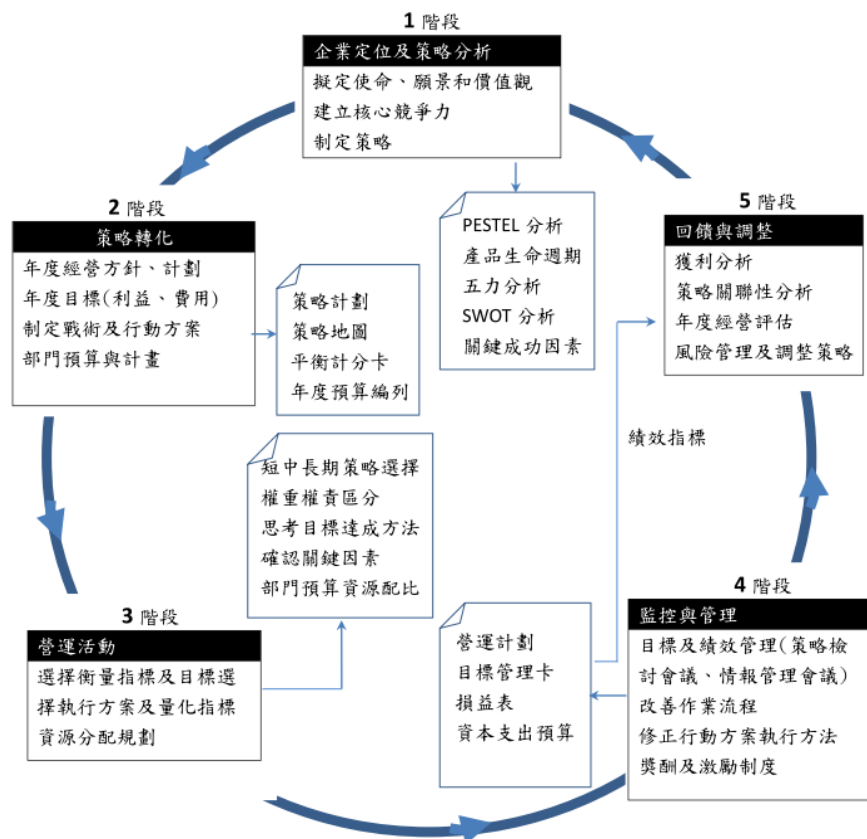 1 階段
企業定位及策略分析
擬定使命、願景和價值觀
建立核心競爭力
制定策略
PESTEL 分析
產品生命週期
五力分析
SWOT 分析
關鍵成功因素
2 階段
策略轉化
年度經營方針、計劃
年度目標(利益、費用)
制定戰術及行動方案
部門預算與計畫
策略計劃
策略地圖
平衡計分卡
年度預算編列
3 階段
營運活動
選擇衡量指標及目標選
擇執行方案及量化指標
資源分配規劃
短中長期策略選擇
權重權責區分
思考目標達成方法
確認關鍵因素
部門預算資源配比
4 階段
監控與管理
目標及績效管理(策略檢
討會議、情報管理會議)
改善作業流程
修正行動方案執行方法
獎酬及激勵制度
營運計劃
目標管理卡
損益表
資本支出預算
績效指標
5 階段
回饋與調整
獲利分析
策略關聯性分析
年度經營評估
風險管理及調整策略